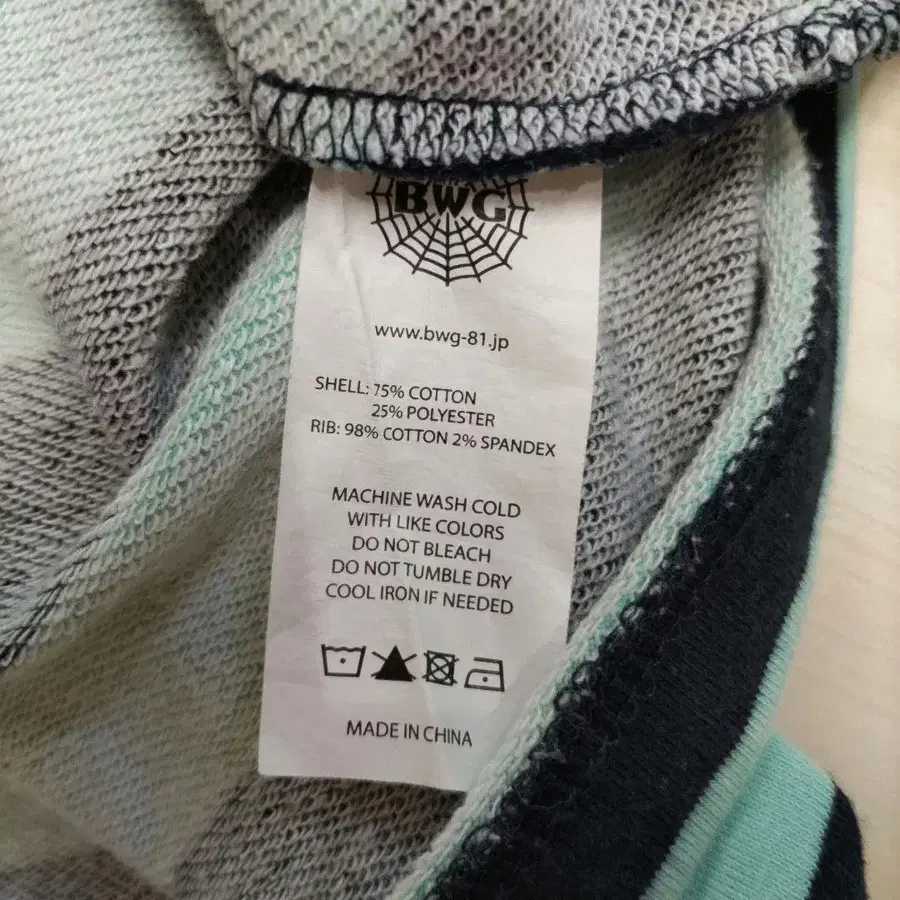 BWG
www.bwg-81.jp
SHELL: 75% COTTON
25% POLYESTER
RIB: 98% COTTON 2% SPANDEX
MACHINE WASH COLD
WITH LIKE COLORS
DO NOT BLEACH
DO NOT TUMBLE DRY
COOL IRON IF NEEDED
MADE IN CHINA